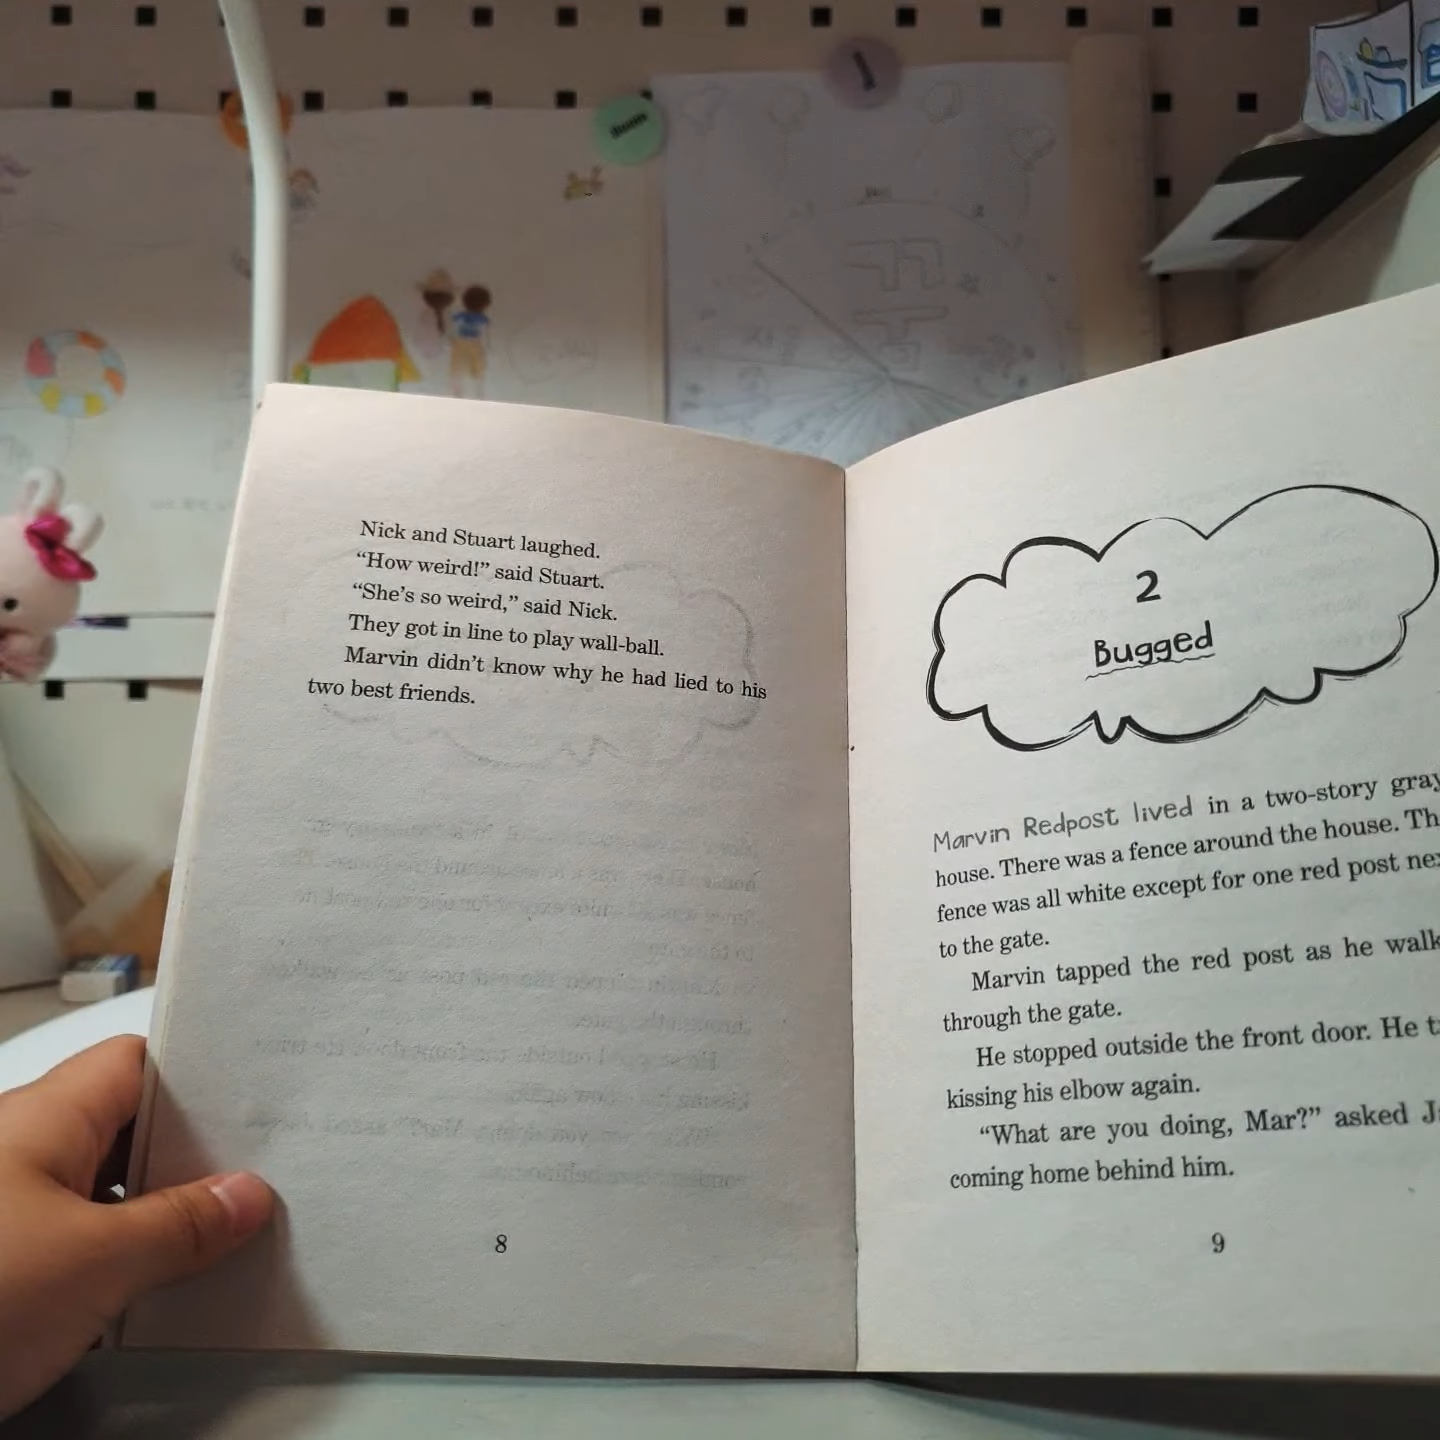 Nick and Stuart laughed.
“How weird!” said Stuart.
“She’s so weird,” said Nick.
They got in line to play wall-ball.
Marvin didn’t know why he had lied to his
two best friends.
8
2
Bugged
Marvin Redpost lived in a two-story gray
house. There was a fence around the house. Th
fence was all white except for one red post ne
to the gate.
Marvin tapped the red post as he walk
through the gate.
He stopped outside the front door. He t
kissing his elbow again.
“What are you doing, Mar?” asked J
coming home behind him.
9